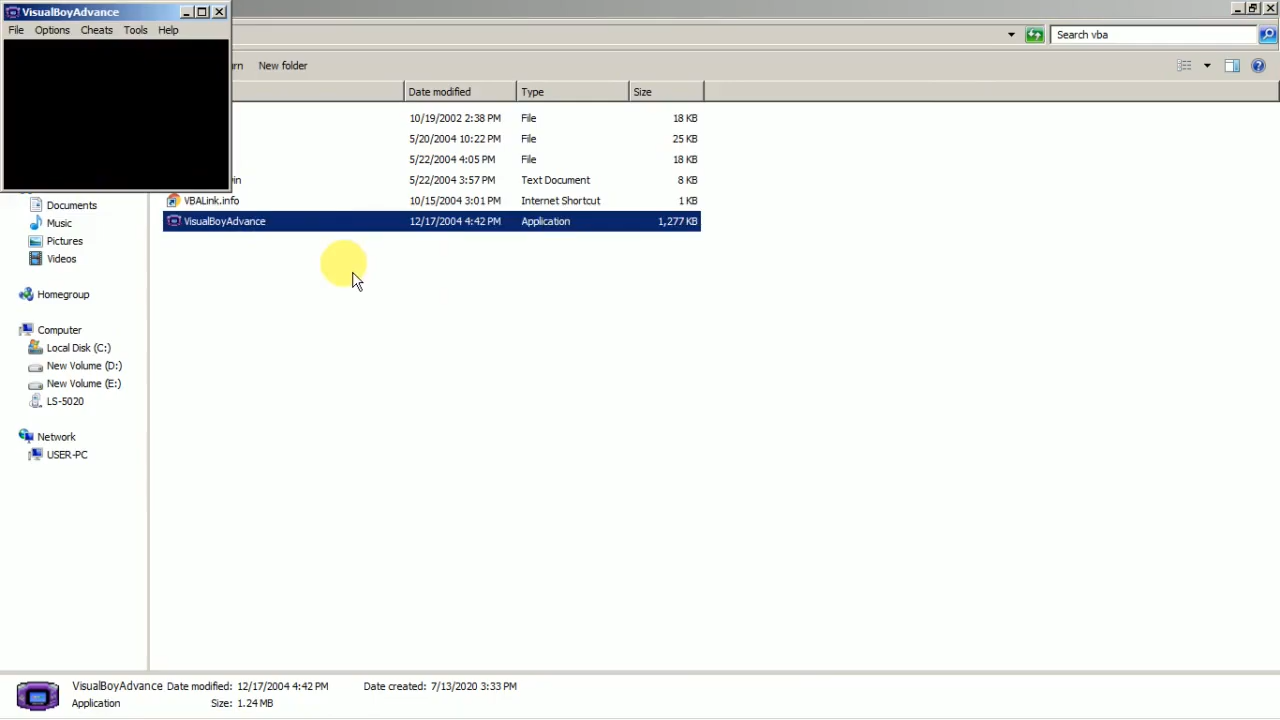 VisualBoyAdvance
File Options Cheats Tools Help
Search vba
New folder
Date modified Type Size
10/19/2002 2:38 PM File 18 KB
5/20/2004 10:22 PM File 25 KB
5/22/2004 4:05 PM File 18 KB
5/22/2004 3:57 PM Text Document 8 KB
VBALink.info 10/15/2004 3:01 PM Internet Shortcut 1 KB
VisualBoyAdvance 12/17/2004 4:42 PM Application 1,277 KB
Documents
Music
Pictures
Videos
Homegroup
Computer
Local Disk (C:)
New Volume (D:)
New Volume (E:)
LS-5020
Network
USER-PC
VisualBoyAdvance Date modified: 12/17/2004 4:42 PM Date created: 7/13/2020 3:33 PM
Application Size: 1.24 MB